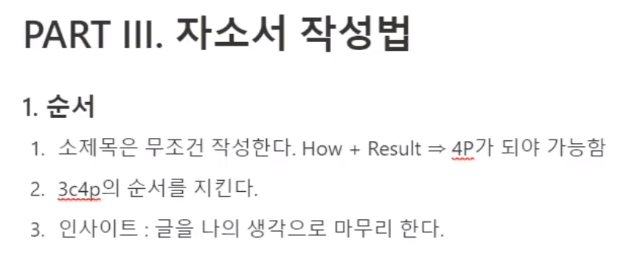 PART III. 자소서 작성법
1. 순서
1. 소제목은 무조건 작성한다. How + Result ⇒ 4P가 되야 가능함
2. 3c4p의 순서를 지킨다.
3. 인사이트 : 글을 나의 생각으로 마무리 한다.